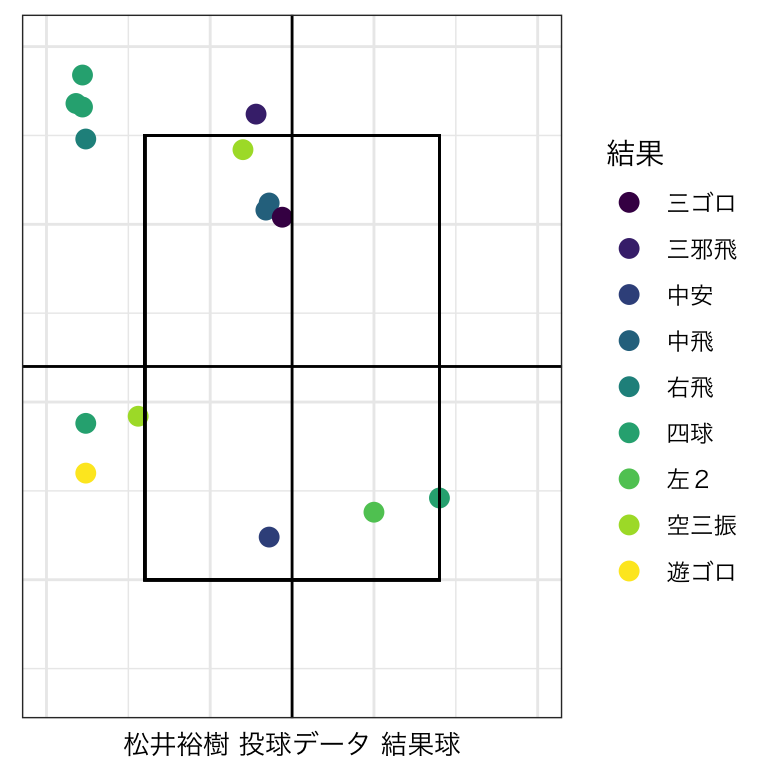 結果
三ゴロ
三邪飛
中安
中飛
右飛
四球
左２
空三振
遊ゴロ
松井裕樹 投球データ 結果球